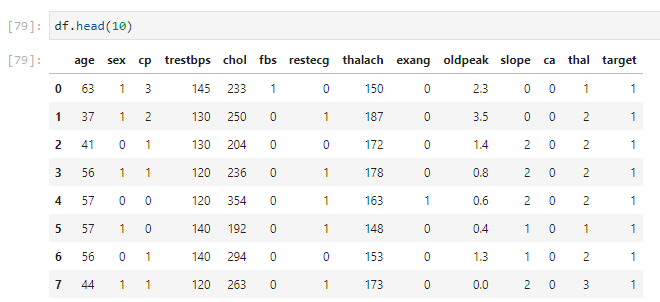 [79]: df.head(10)
[79]: age sex cp trestbps chol fbs restecg thalach exang oldpeak slope ca thal target
0 63 1 3 145 233 1 0 150 0 2.3 0 0 1 1
1 37 1 2 130 250 0 1 187 0 3.5 0 0 2 1
2 41 0 1 130 204 0 0 172 0 1.4 2 0 2 1
3 56 1 1 120 236 0 1 178 0 0.8 2 0 2 1
4 57 0 0 120 354 0 1 163 1 0.6 2 0 2 1
5 57 1 0 140 192 0 1 148 0 0.4 1 0 1 1
6 56 0 1 140 294 0 0 153 0 1.3 1 0 2 1
7 44 1 1 120 263 0 1 173 0 0.0 2 0 3 1